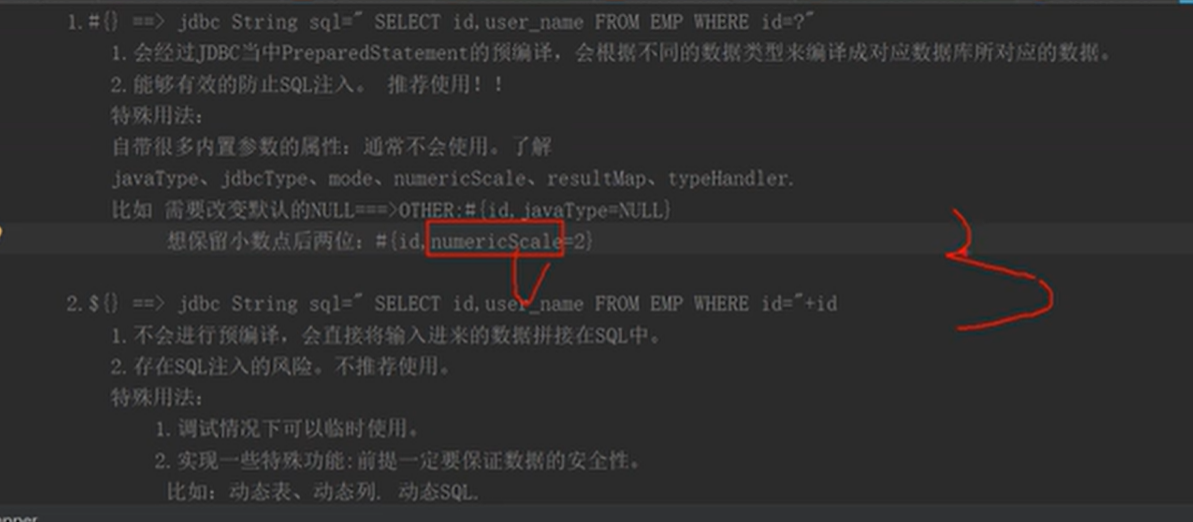 1.#{} ==> jdbc String sql=" SELECT id,user_name FROM EMP WHERE id=?"
1.会经过JDBC当中PreparedStatement的预编译，会根据不同的数据类型来编译成对应数据库所对应的数据。
2.能够有效的防止SQL注入。 推荐使用！！
特殊用法：
自带很多内置参数的属性：通常不会使用。了解
javaType、jdbcType、mode、numericScale、resultMap、typeHandler.
比如 需要改变默认的NULL===>OTHER:#{id,javaType=NULL}
想保留小数点后两位：#{id,numericScale=2}
2.${} ==> jdbc String sql=" SELECT id,user_name FROM EMP WHERE id="+id
1.不会进行预编译，会直接将输入进来的数据拼接在SQL中。
2.存在SQL注入的风险。不推荐使用。
特殊用法：
1.调试情况下可以临时使用。
2.实现一些特殊功能:前提一定要保证数据的安全性。
比如：动态表、动态列. 动态SQL.